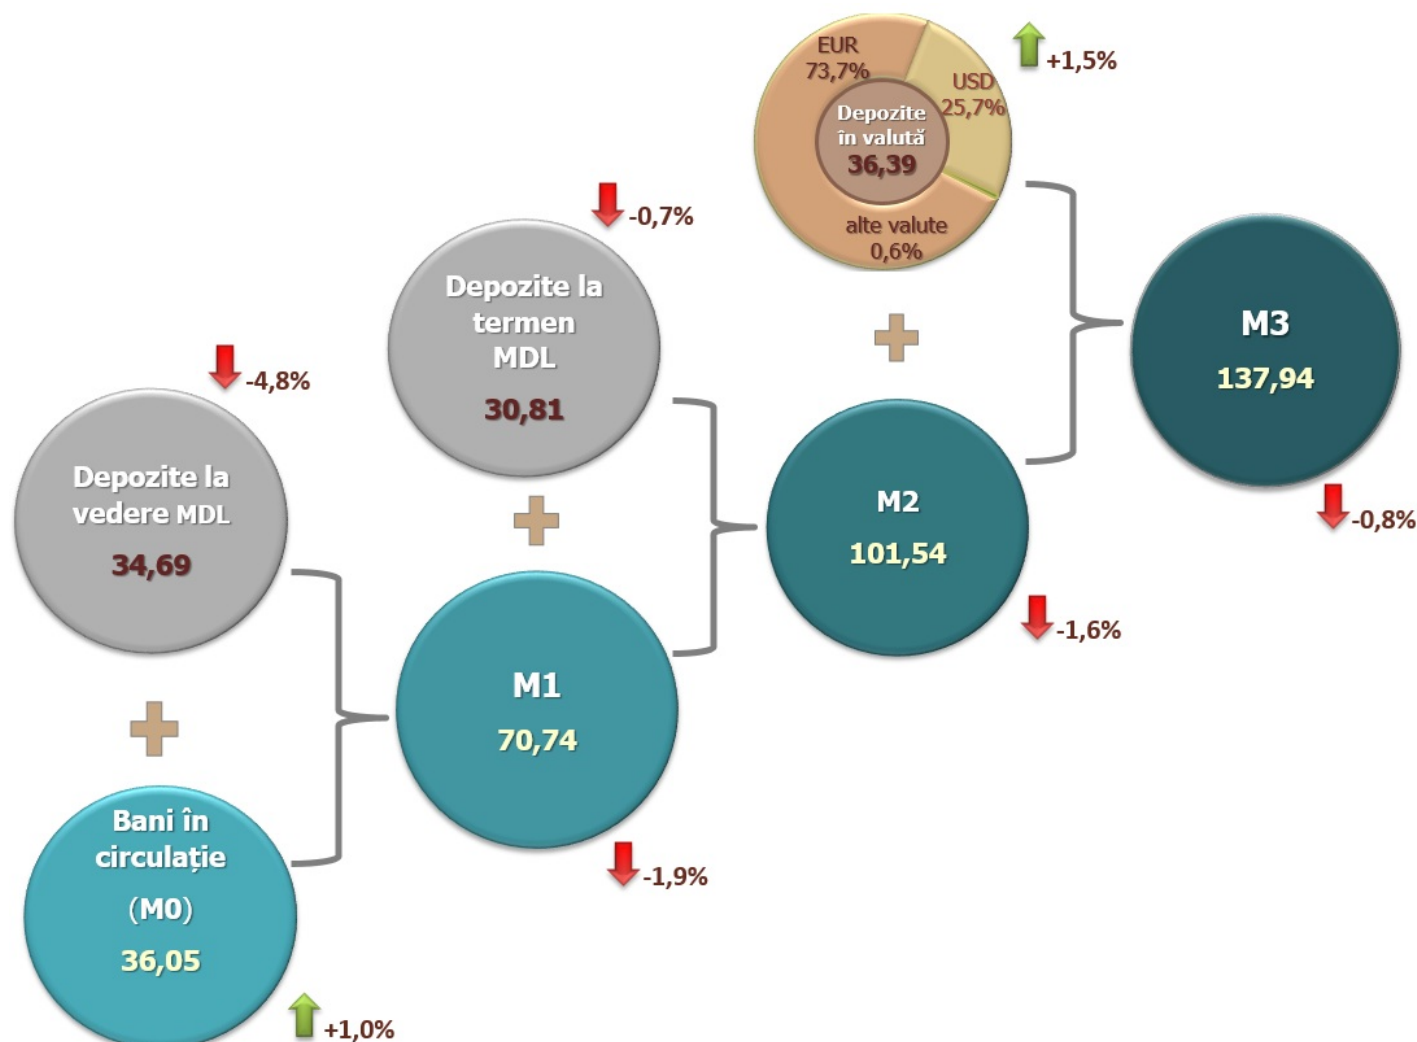 EUR
73,7%
USD
25,7%
Depozite
în valută
36,39
alte valute
0,6%
+1,5%
-0,7%
Depozite la
termen
MDL
30,81
M3
137,94
-0,8%
-4,8%
Depozite la
vedere MDL
34,69
M2
101,54
-1,6%
M1
70,74
-1,9%
Bani în
circulație
(M0)
36,05
+1,0%